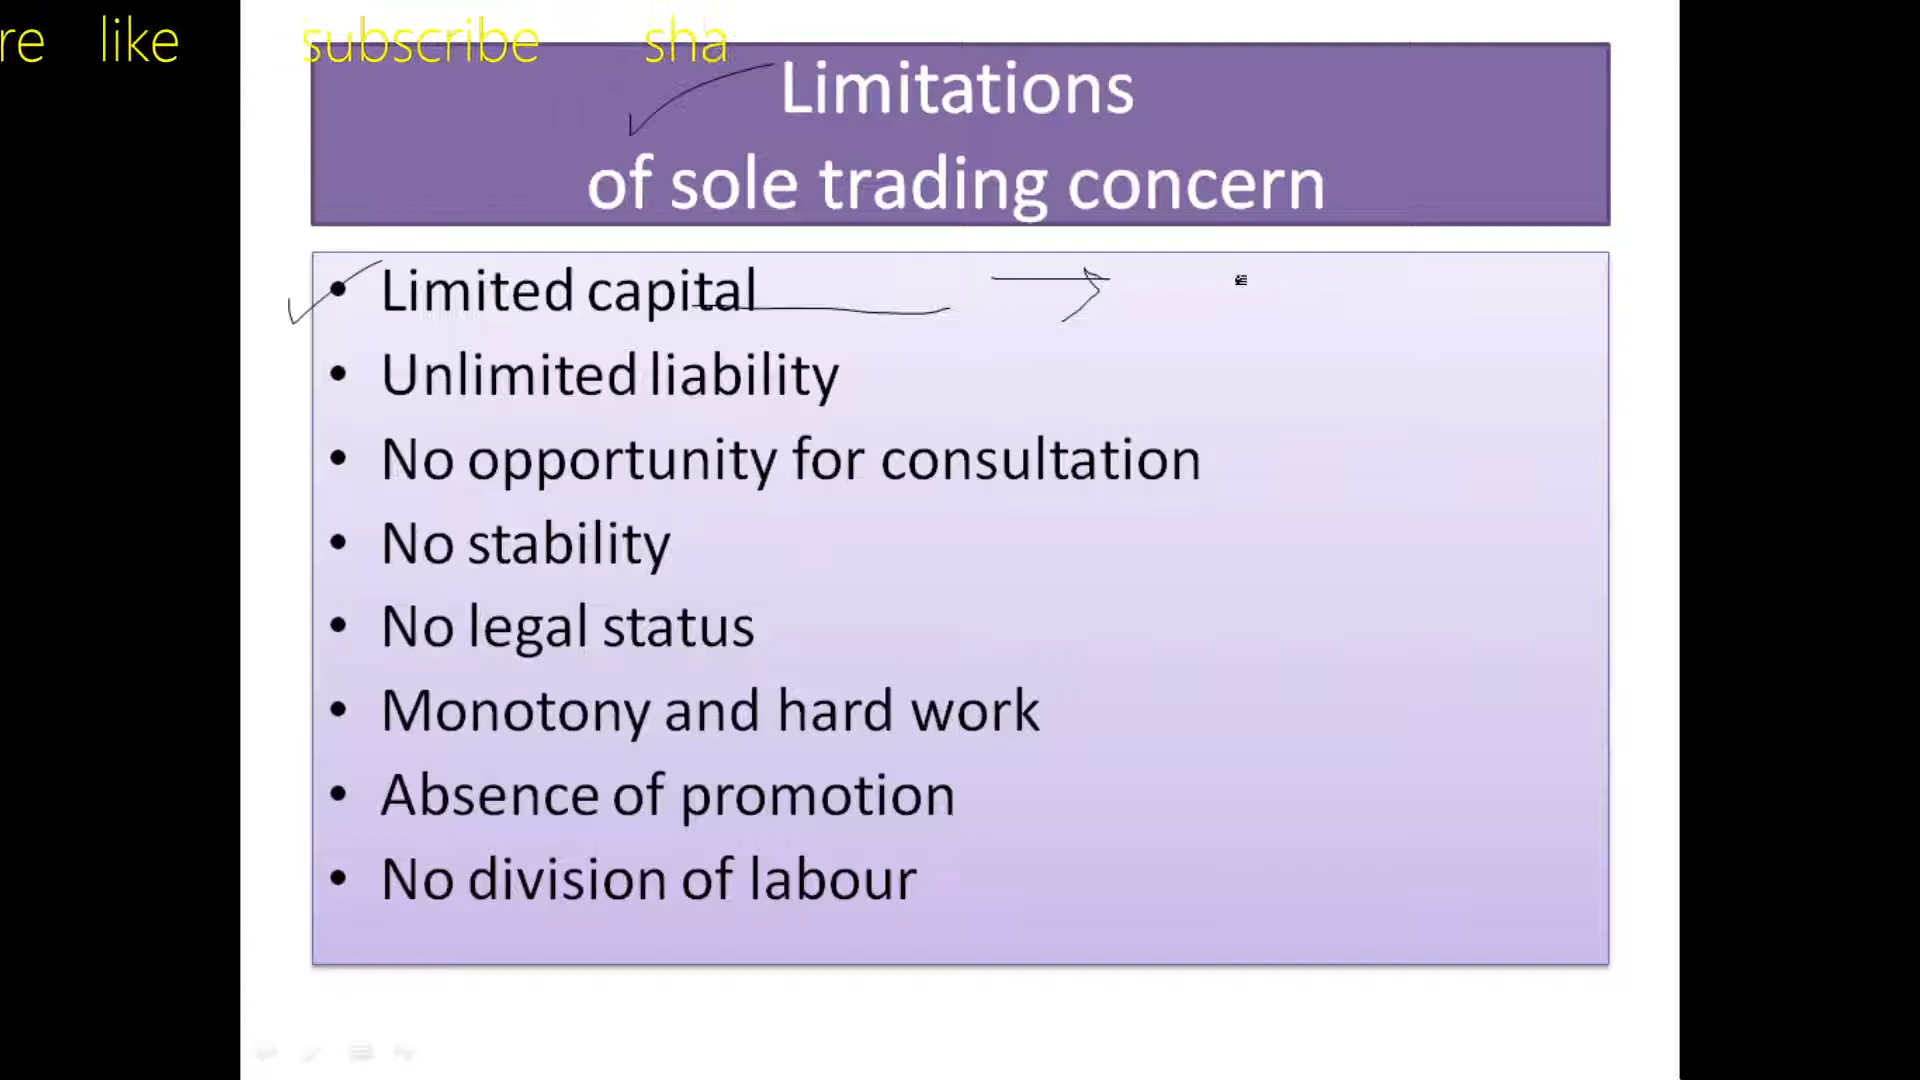 re like subscribe sha
Limitations
of sole trading concern
• Limited capital
• Unlimited liability
• No opportunity for consultation
• No stability
• No legal status
• Monotony and hard work
• Absence of promotion
• No division of labour